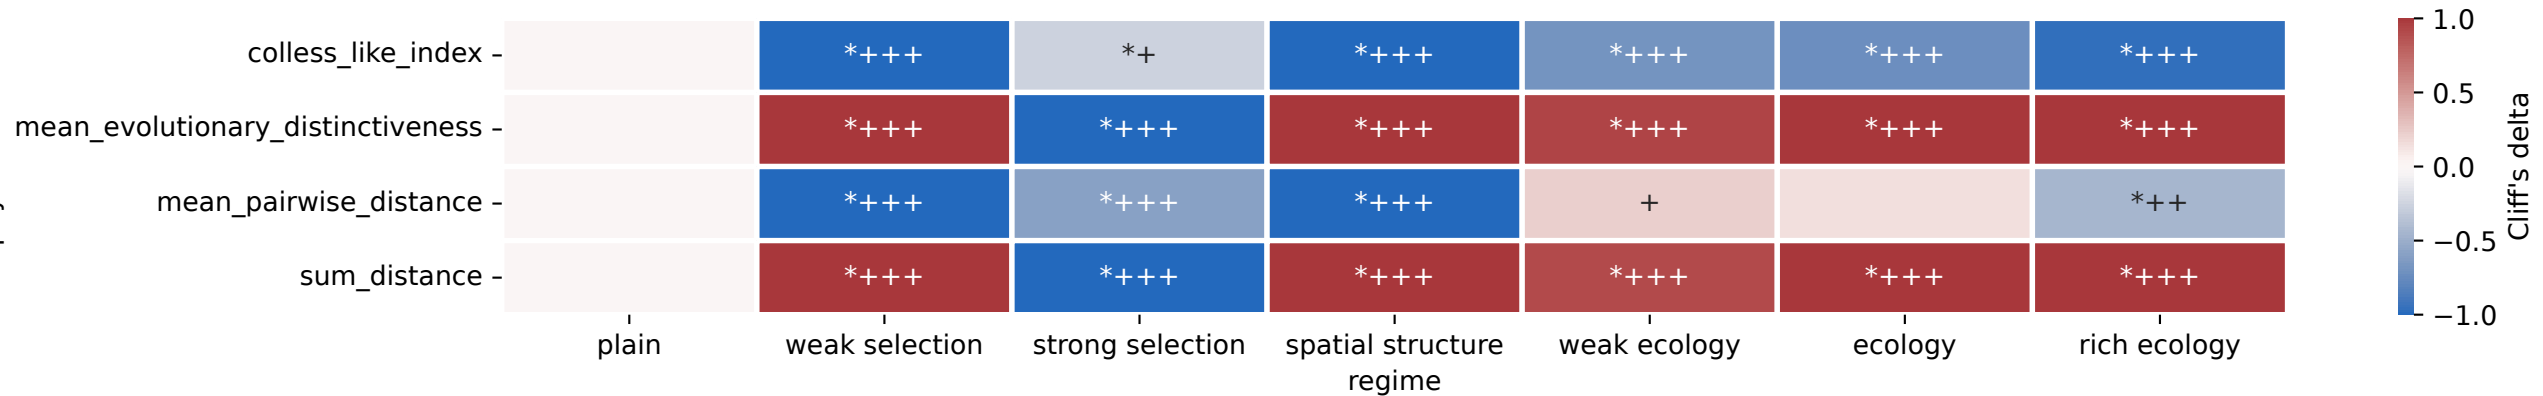 colless_like_index *+++ *+ *+++ *+++ *+++ *+++
mean_evolutionary_distinctiveness *+++ *+++ *+++ *+++ *+++ *+++
mean_pairwise_distance *+++ *+++ *+++ + *++
sum_distance *+++ *+++ *+++ *+++ *+++ *+++
plain weak selection strong selection spatial structure weak ecology ecology rich ecology
regime
1.0
0.5
0.0
−0.5
−1.0
Cliff's delta